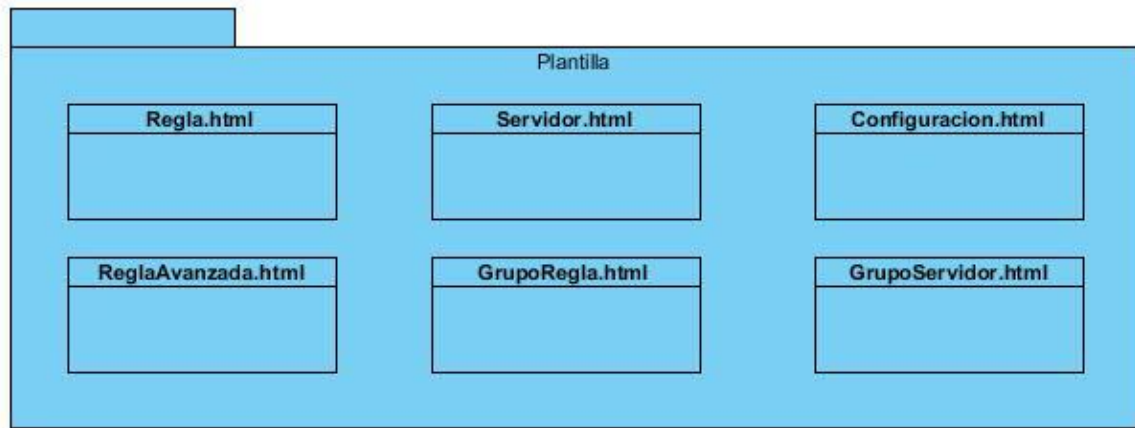 Plantilla
Regla.html
Servidor.html
Configuracion.html
ReglaAvanzada.html
GrupoRegla.html
GrupoServidor.html